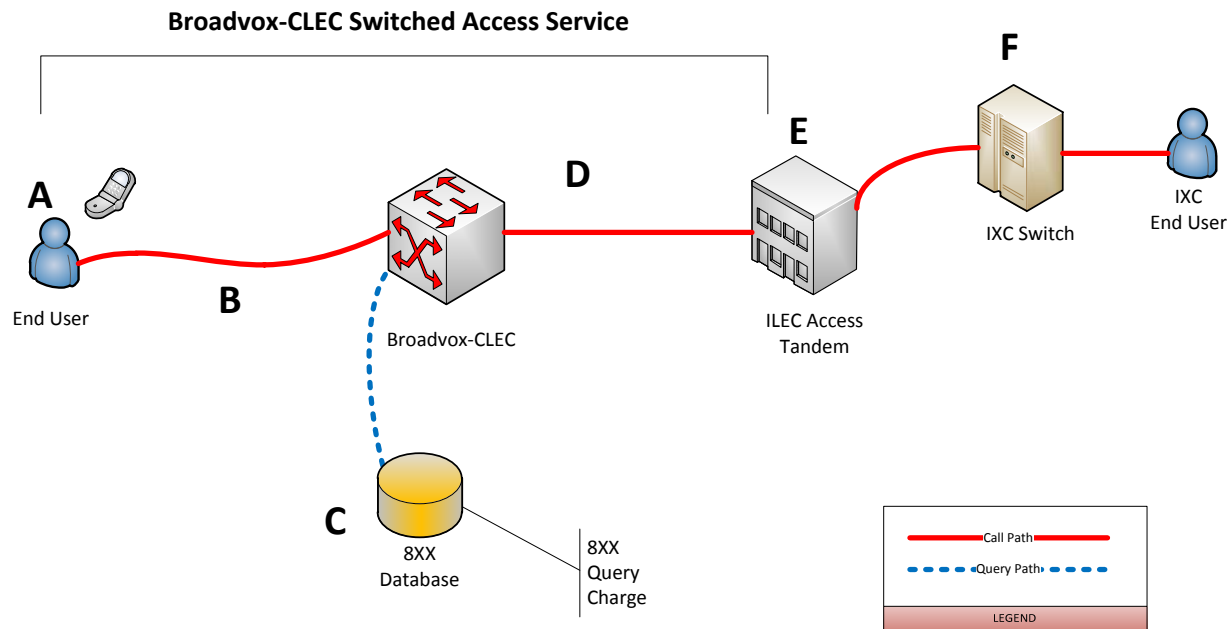 Broadvox-CLEC Switched Access Service
F
E
A
D
B
IXC
End User
IXC Switch
End User
Broadvox-CLEC
ILEC Access
Tandem
C
8XX
Database
8XX
Query
Charge
Call Path
Query Path
LEGEND